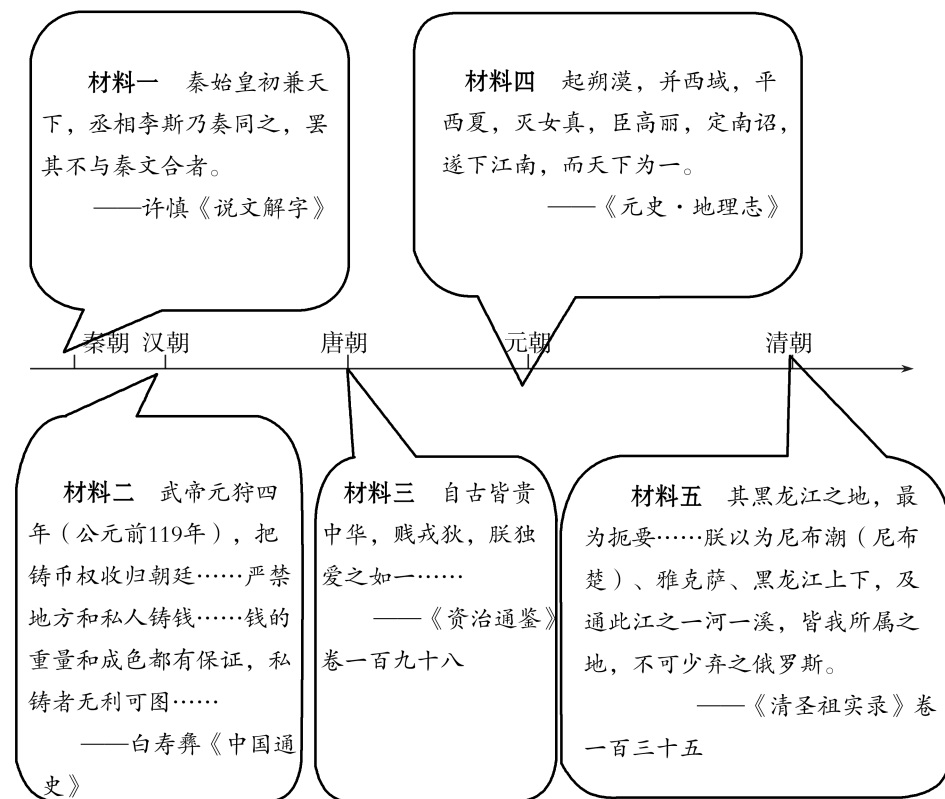 材料一　秦始皇初兼天
下，丞相李斯乃奏同之，罢
其不与秦文合者。
——许慎《说文解字》
材料四　起朔漠，并西域，平
西夏，灭女真，臣高丽，定南诏，
遂下江南，而天下为一。
——《元史·地理志》
秦朝 汉朝 唐朝 元朝 清朝
材料二　武帝元狩四
年（公元前119年），把
铸币权收归朝廷……严禁
地方和私人铸钱……钱的
重量和成色都有保证，私
铸者无利可图……
——白寿彝《中国通
史》
材料三　自古皆贵
中华，贱戎狄，朕独
爱之如一……
——《资治通鉴》
卷一百九十八
材料五　其黑龙江之地，最
为扼要……朕以为尼布潮（尼布
楚）、雅克萨、黑龙江上下，及
通此江之一河一溪，皆我所属之
地，不可少弃之俄罗斯。
——《清圣祖实录》卷
一百三十五